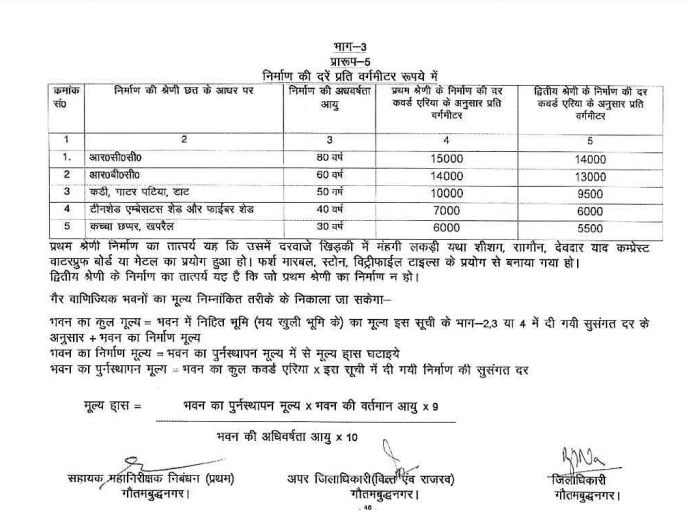 भाग–3
प्रारूप–5
निर्माण की दरें प्रति वर्गमीटर रूपये में
क्रमांक सं0 निर्माण की श्रेणी छत के आधर पर निर्माण की अधवर्षता आयु प्रथम श्रेणी के निर्माण की दर कवर्ड एरिया के अनुसार प्रति वर्गमीटर द्वितीय श्रेणी के निर्माण की दर कवर्ड एरिया के अनुसार प्रति वर्गमीटर
1 2 3 4 5
1. आर0सी0सी0 80 वर्ष 15000 14000
2 आर0बी0सी0 60 वर्ष 14000 13000
3 कडी, गाटर पटिया, टाट 50 वर्ष 10000 9500
4 टीनशेड एम्बेसटस शेड और फाईबर शेड 40 वर्ष 7000 6000
5 कच्चा छप्पर, खपरैल 30 वर्ष 6000 5500
प्रथम श्रेणी निर्माण का तात्पर्य यह कि उसमें दरवाजे खिड़की में मंहगी लकड़ी यथा शीशग, सागौन, देवदार याद कम्प्रेस्ट
वाटरप्रुफ बोर्ड या मेटल का प्रयोग हुआ हो। फर्श मारबल, स्टोन, विट्रीफाईल टाइल्स के प्रयोग से बनाया गया हो।
द्वितीय श्रेणी के निर्माण का तात्पर्य यह है कि जो प्रथम श्रेणी का निर्माण न हो।
गैर वाणिज्यिक भवनों का मूल्य निम्नांकित तरीके के निकाला जा सकेगा–
भवन का कुल मूल्य = भवन में निहित भूमि (मय खुली भूमि के) का मूल्य इस सूची के भाग–2,3 या 4 में दी गयी सुसंगत दर के
अनुसार + भवन का निर्माण मूल्य
भवन का निर्माण मूल्य = भवन का पुर्नस्थापन मूल्य में से मूल्य हास घटाइये
भवन का पुर्नस्थापन मूल्य = भवन का कुल कवर्ड एरिया x इस सूची में दी गयी निर्माण की सुसंगत दर
मूल्य हास = भवन का पुर्नस्थापन मूल्य x भवन की वर्तमान आयु x 9
भवन की अधिवर्षता आयु x 10
सहायक महानिरीक्षक निबंधन (प्रथम) अपर जिलाधिकारी(वित्त एंव राजस्व) जिलाधिकारी
गौतमबुद्धनगर। गौतमबुद्धनगर। गौतमबुद्धनगर।
46